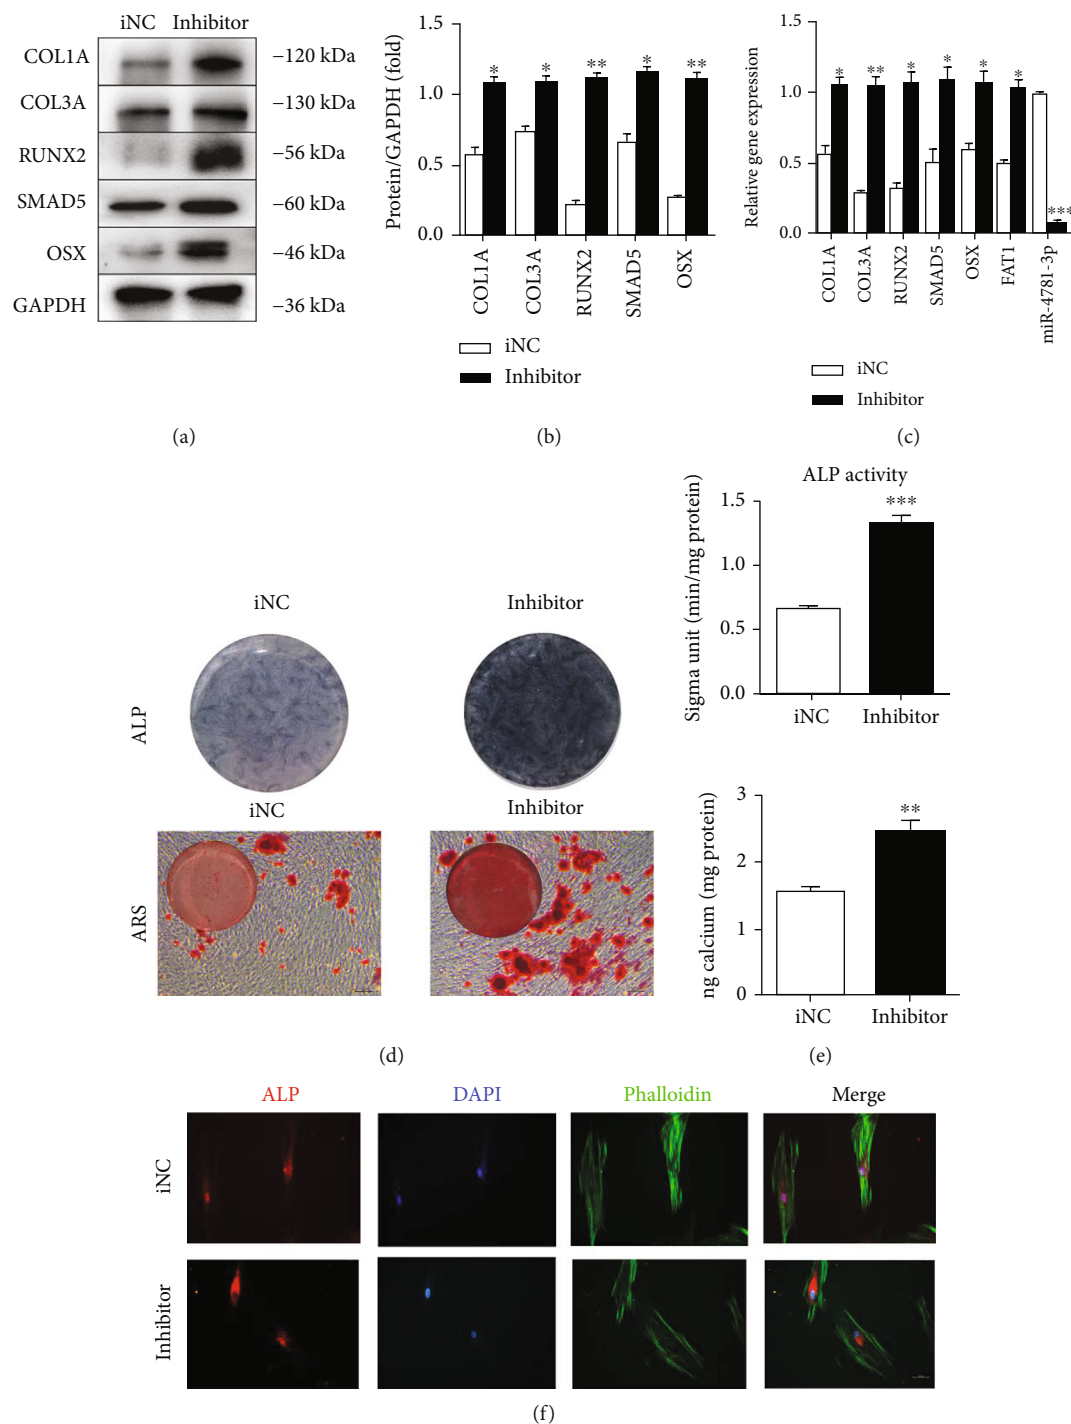 iNC Inhibitor
COL1A −120 kDa
COL3A −130 kDa
RUNX2 −56 kDa
SMAD5 −60 kDa
OSX −46 kDa
GAPDH −36 kDa
(a)
Protein/GAPDH (fold)
1.5
1.0
0.5
0.0
* * ** * **
COL1A COL3A RUNX2 SMAD5 OSX
iNC
Inhibitor
(b)
Relative gene expression
1.5
1.0
0.5
0.0
* ** * * * * ***
COL1A COL3A RUNX2 SMAD5 OSX FAT1 miR-4781-3p
iNC
Inhibitor
(c)
iNC Inhibitor
ALP
iNC Inhibitor
ARS
(d)
ALP activity
Sigma unit (min/mg protein)
1.5
1.0
0.5
0.0
***
iNC Inhibitor
ng calcium (mg protein)
3
2
1
0
**
iNC Inhibitor
(e)
ALP DAPI Phalloidin Merge
iNC
Inhibitor
(f)